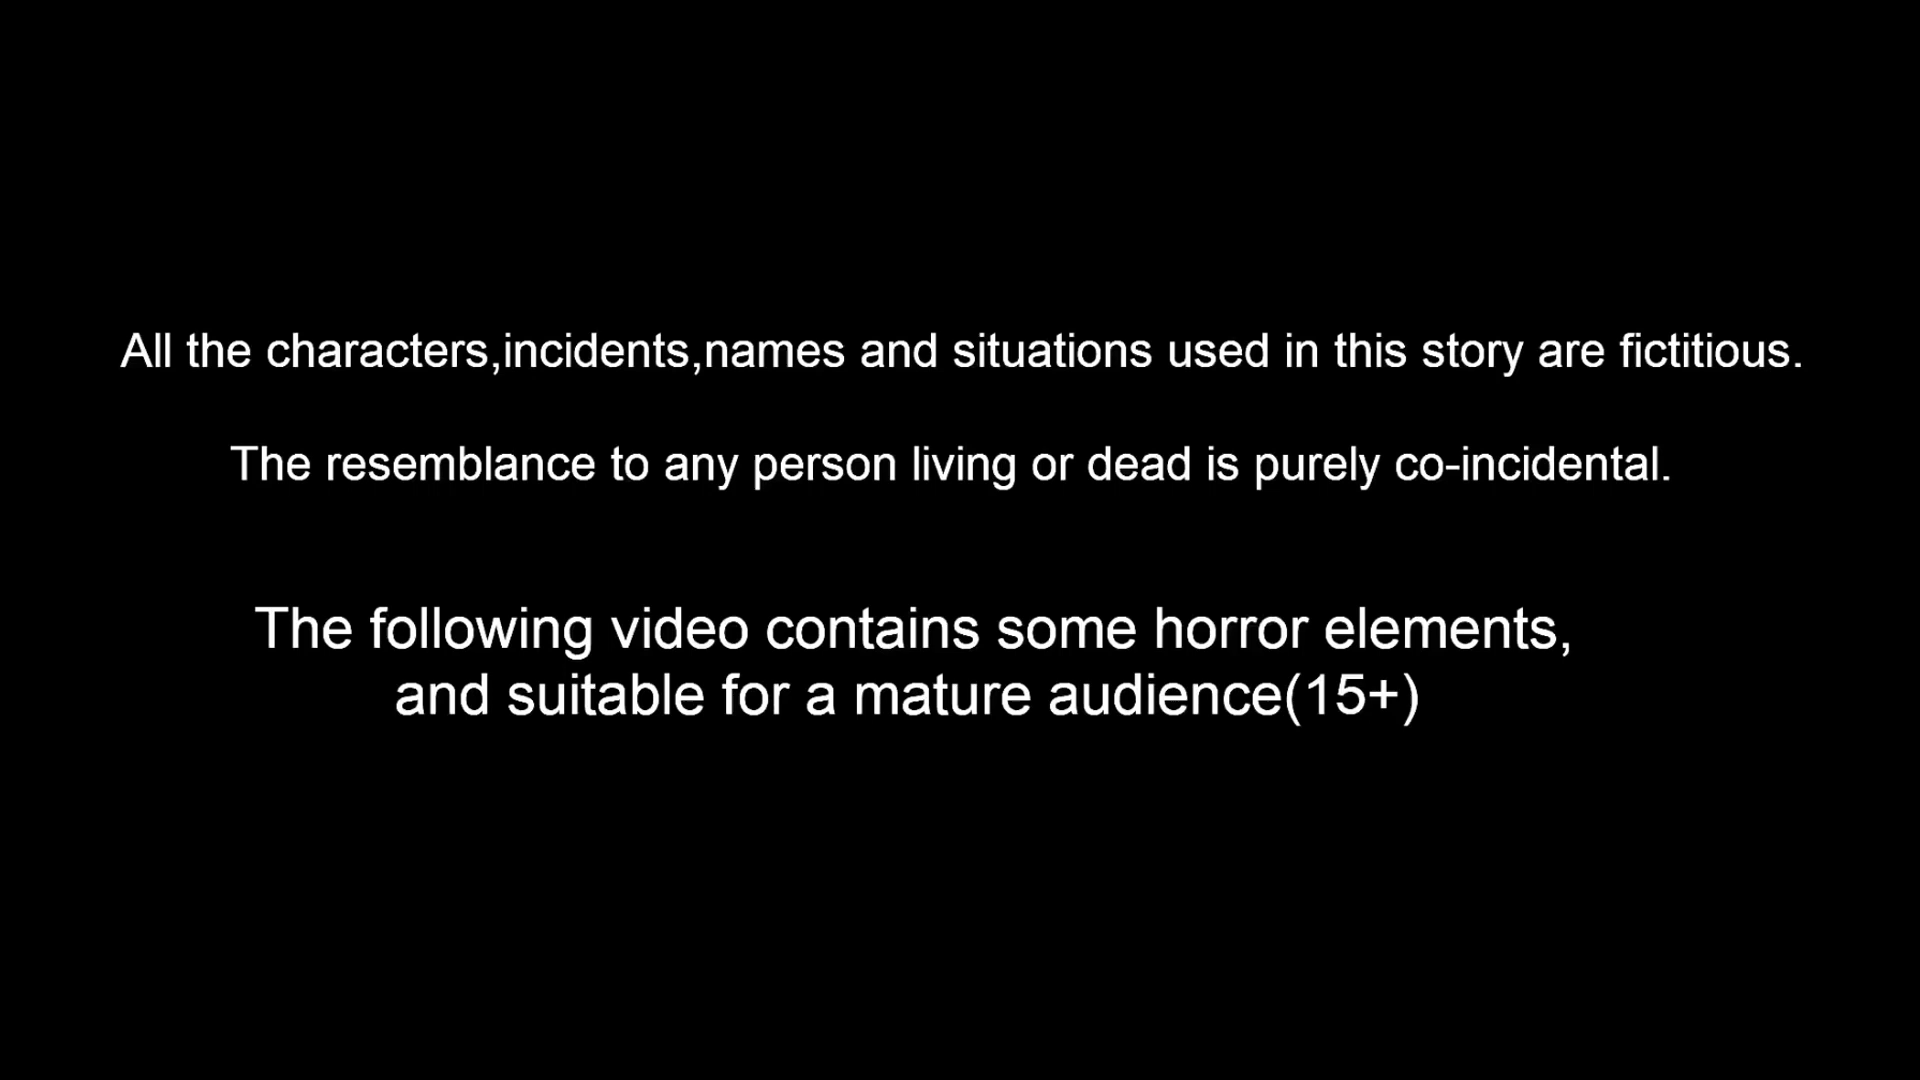 All the characters,incidents,names and situations used in this story are fictitious.
The resemblance to any person living or dead is purely co-incidental.
The following video contains some horror elements,
and suitable for a mature audience(15+)